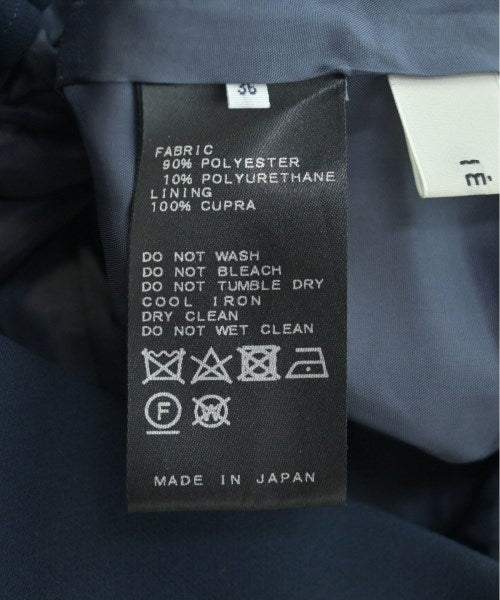 36
FABRIC
90% POLYESTER
10% POLYURETHANE
LINING
100% CUPRA
DO NOT WASH
DO NOT BLEACH
DO NOT TUMBLE DRY
COOL IRON
DRY CLEAN
DO NOT WET CLEAN
F
W
MADE IN JAPAN